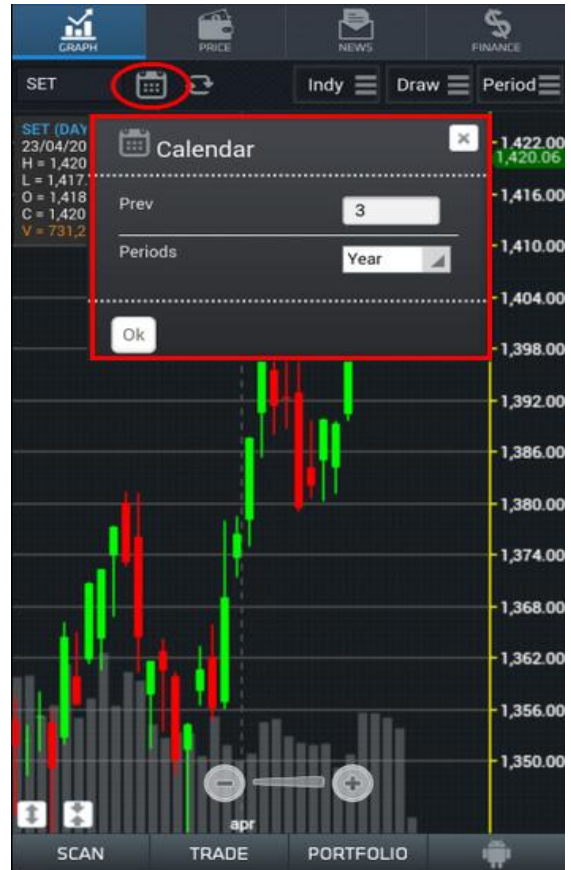 GRAPH
PRICE
NEWS
FINANCE
SET
Indy
Draw
Period
SET (DAY
23/04/20
H = 1,420
L = 1,417.
O = 1,418
C = 1,420
V = 731,2
Calendar
×
Prev
3
Periods
Year
Ok
1,422.00
1,420.06
1,416.00
1,410.00
1,404.00
1,398.00
1,392.00
1,386.00
1,380.00
1,374.00
1,368.00
1,362.00
1,356.00
1,350.00
apr
SCAN
TRADE
PORTFOLIO